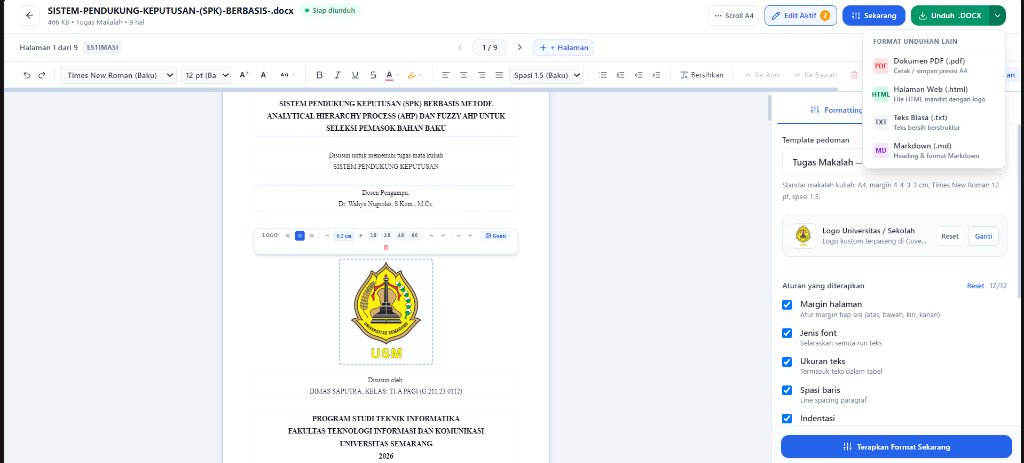 SISTEM-PENDUKUNG-KEPUTUSAN-(SPK)-BERBASIS-.docx
Siap diunduh
466 KB • Tugas Makalah • 9 hal
Scroll A4
Edit Aktif 2
Sekarang
Unduh .DOCX
Halaman 1 dari 9 ESTIMASI
1 / 9
+ Halaman
Times New Roman (Baku)
12 pt (Ba
A+
A-
Aa
B I U S A
Spasi 1.5 (Baku)
Bersihkan
Ke Atas
Ke Bawah
FORMAT UNDUHAN LAIN
PDF Dokumen PDF (.pdf)
Cetak / simpan presisi A4
HTML Halaman Web (.html)
File HTML mandiri dengan logo
TXT Teks Biasa (.txt)
Teks bersih berstruktur
MD Markdown (.md)
Heading & format Markdown
SISTEM PENDUKUNG KEPUTUSAN (SPK) BERBASIS METODE
ANALYTICAL HIERARCHY PROCESS (AHP) DAN FUZZY AHP UNTUK
SELEKSI PEMASOK BAHAN BAKU
Disusun untuk memenuhi tugas mata kuliah
SISTEM PENDUKUNG KEPUTUSAN
Dosen Pengampu:
Dr. Wahyu Nugroho, S.Kom., M.Cs.
LOGO:
Ganti
UNIVERSITAS SEMARANG
USM
Disusun oleh:
DIMAS SAPUTRA, KELAS: TI-A PAGI (G.211.23.0112)
PROGRAM STUDI TEKNIK INFORMATIKA
FAKULTAS TEKNOLOGI INFORMASI DAN KOMUNIKASI
UNIVERSITAS SEMARANG
2026
Formatting
Template pedoman
Tugas Makalah —
Standar makalah kuliah: A4, margin 4-4-3-3 cm, Times New Roman 12
pt, spasi 1.5.
Logo Universitas / Sekolah
Logo kustom terpasang di Cove...
Reset
Ganti
Aturan yang diterapkan
Reset 12/12
Margin halaman
Atur margin tiap sisi (atas, bawah, kiri, kanan)
Jenis font
Selaraskan semua run teks
Ukuran teks
Termasuk teks dalam tabel
Spasi baris
Line spacing paragraf
Indentasi
Terapkan Format Sekarang